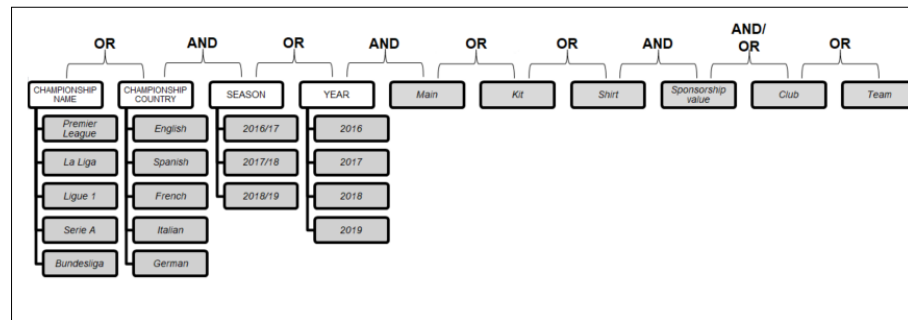 OR AND OR AND OR OR AND AND/ OR OR
CHAMPIONSHIP NAME
CHAMPIONSHIP COUNTRY
SEASON
YEAR
Main
Kit
Shirt
Sponsorship value
Club
Team
Premier League
English
2016/17
2016
La Liga
Spanish
2017/18
2017
Ligue 1
French
2018/19
2018
Serie A
Italian
2019
Bundesliga
German